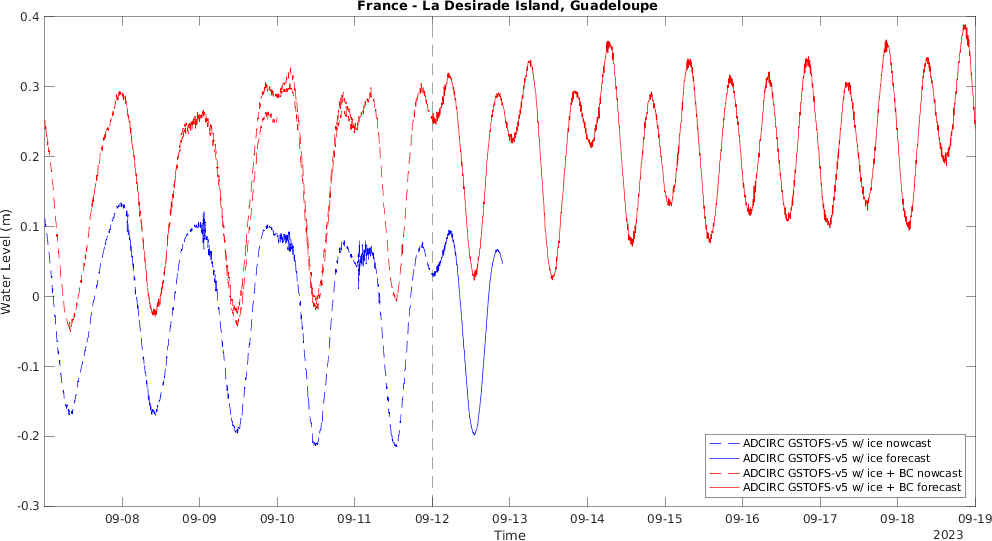 France - La Desirade Island, Guadeloupe
0.4
0.3
0.2
0.1
0
-0.1
-0.2
-0.3
Water Level (m)
09-08 09-09 09-10 09-11 09-12 09-13 09-14 09-15 09-16 09-17 09-18 09-19
Time
2023
ADCIRC GSTOFS-v5 w/ ice nowcast
ADCIRC GSTOFS-v5 w/ ice forecast
ADCIRC GSTOFS-v5 w/ ice + BC nowcast
ADCIRC GSTOFS-v5 w/ ice + BC forecast